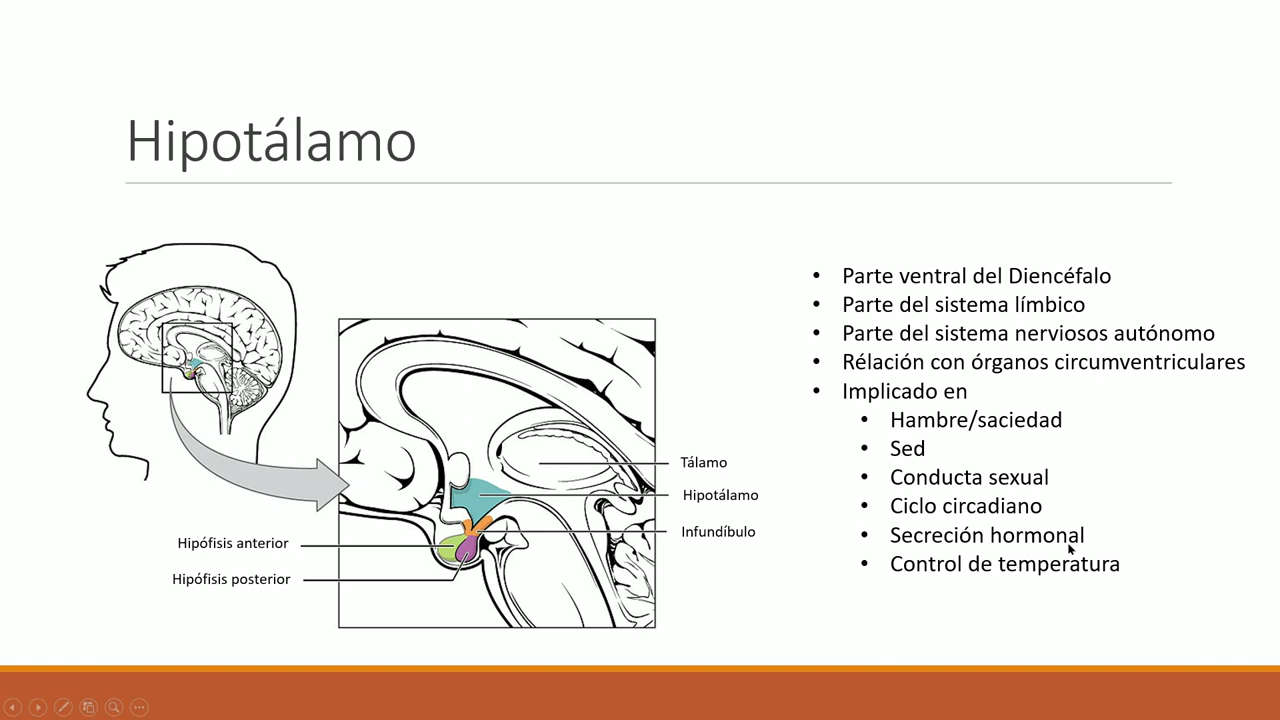 Hipotálamo
Tálamo
Hipotálamo
Infundíbulo
Hipófisis anterior
Hipófisis posterior
• Parte ventral del Diencéfalo
• Parte del sistema límbico
• Parte del sistema nerviosos autónomo
• Rélación con órganos circumventriculares
• Implicado en
• Hambre/saciedad
• Sed
• Conducta sexual
• Ciclo circadiano
• Secreción hormonal
• Control de temperatura